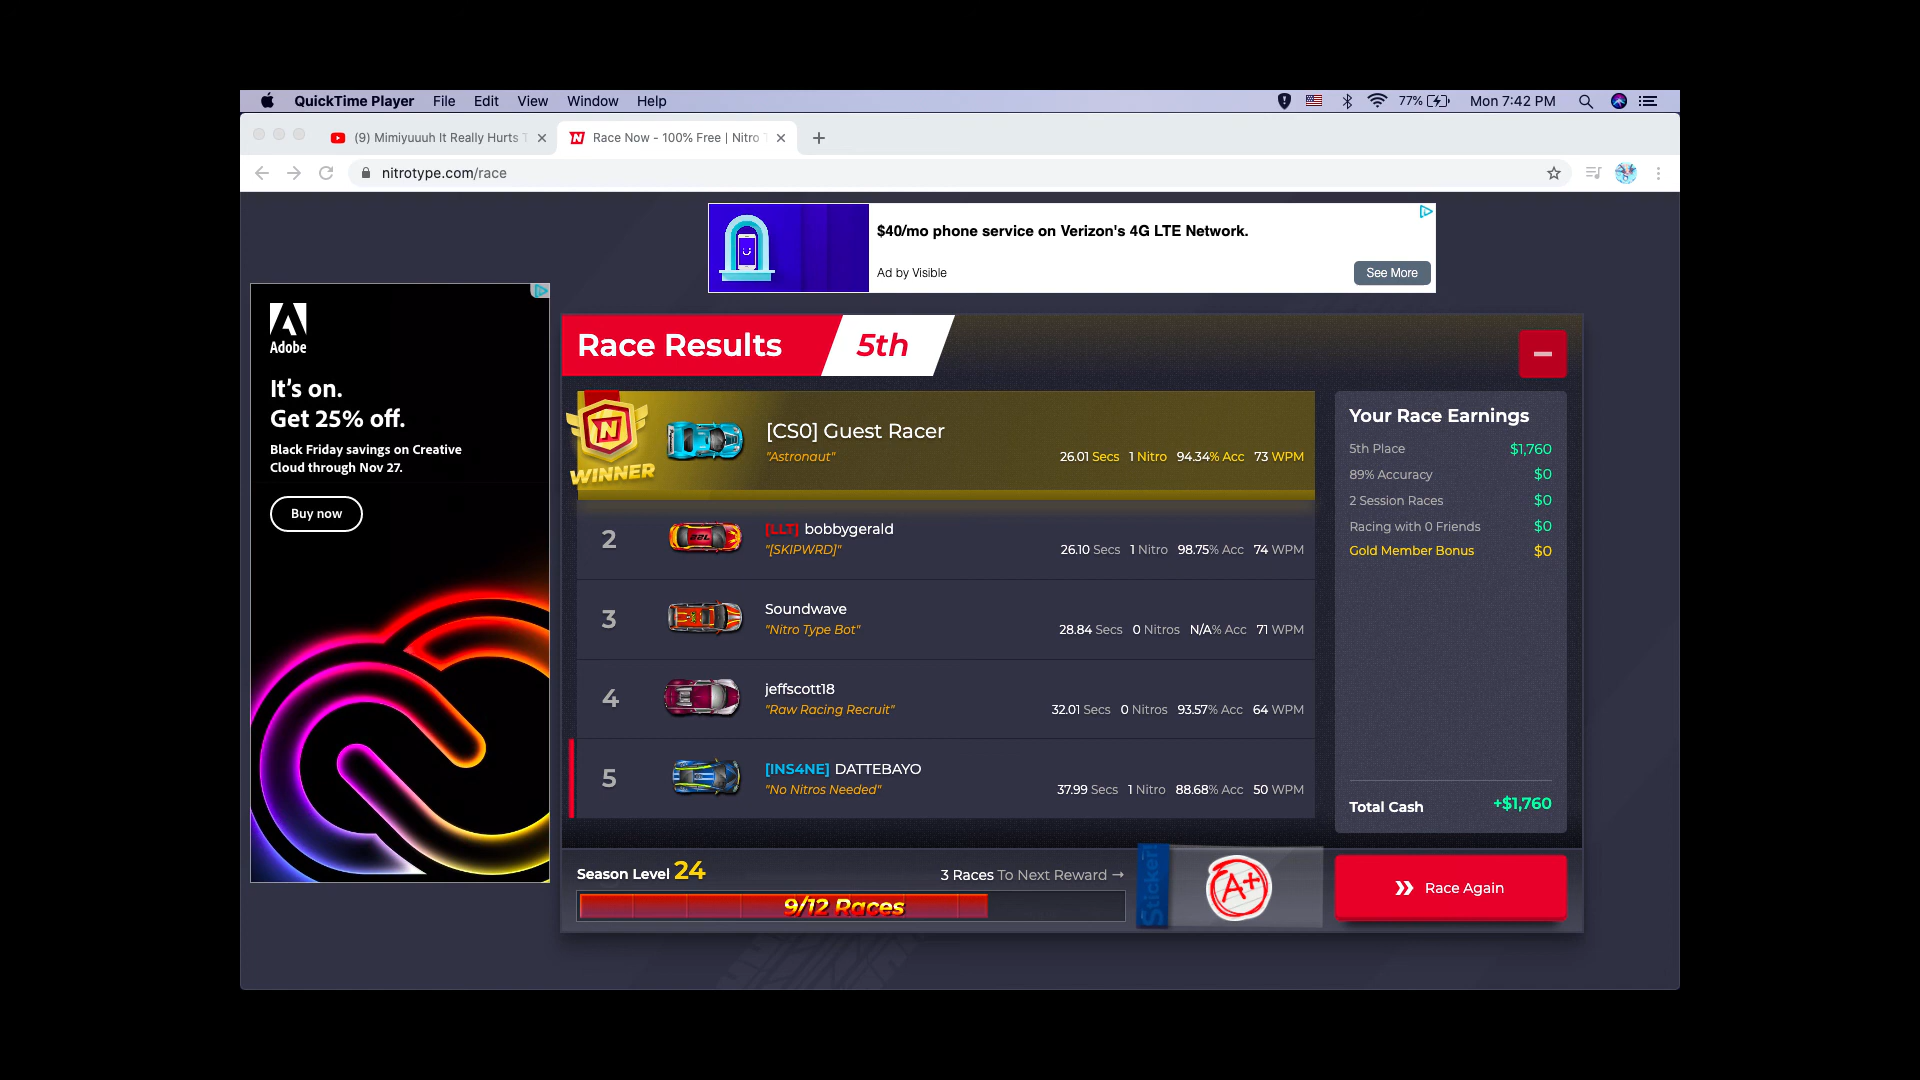 QuickTime Player File Edit View Window Help 77% Mon 7:42 PM
(9) Mimiyuuuh It Really Hurts T Race Now - 100% Free | Nitro T
nitrotype.com/race
$40/mo phone service on Verizon's 4G LTE Network.
Ad by Visible See More
Adobe
It's on.
Get 25% off.
Black Friday savings on Creative
Cloud through Nov 27.
Buy now
Race Results 5th
WINNER
[CS0] Guest Racer
"Astronaut" 26.01 Secs 1 Nitro 94.34% Acc 73 WPM
2 [LLT] bobbygerald
"[SKIPWRD]" 26.10 Secs 1 Nitro 98.75% Acc 74 WPM
3 Soundwave
"Nitro Type Bot" 28.84 Secs 0 Nitros N/A% Acc 71 WPM
4 jeffscott18
"Raw Racing Recruit" 32.01 Secs 0 Nitros 93.57% Acc 64 WPM
5 [INS4NE] DATTEBAYO
"No Nitros Needed" 37.99 Secs 1 Nitro 88.68% Acc 50 WPM
Your Race Earnings
5th Place $1,760
89% Accuracy $0
2 Session Races $0
Racing with 0 Friends $0
Gold Member Bonus $0
Total Cash +$1,760
Season Level 24 3 Races To Next Reward →
9/12 Races
Sticker!
A+
Race Again